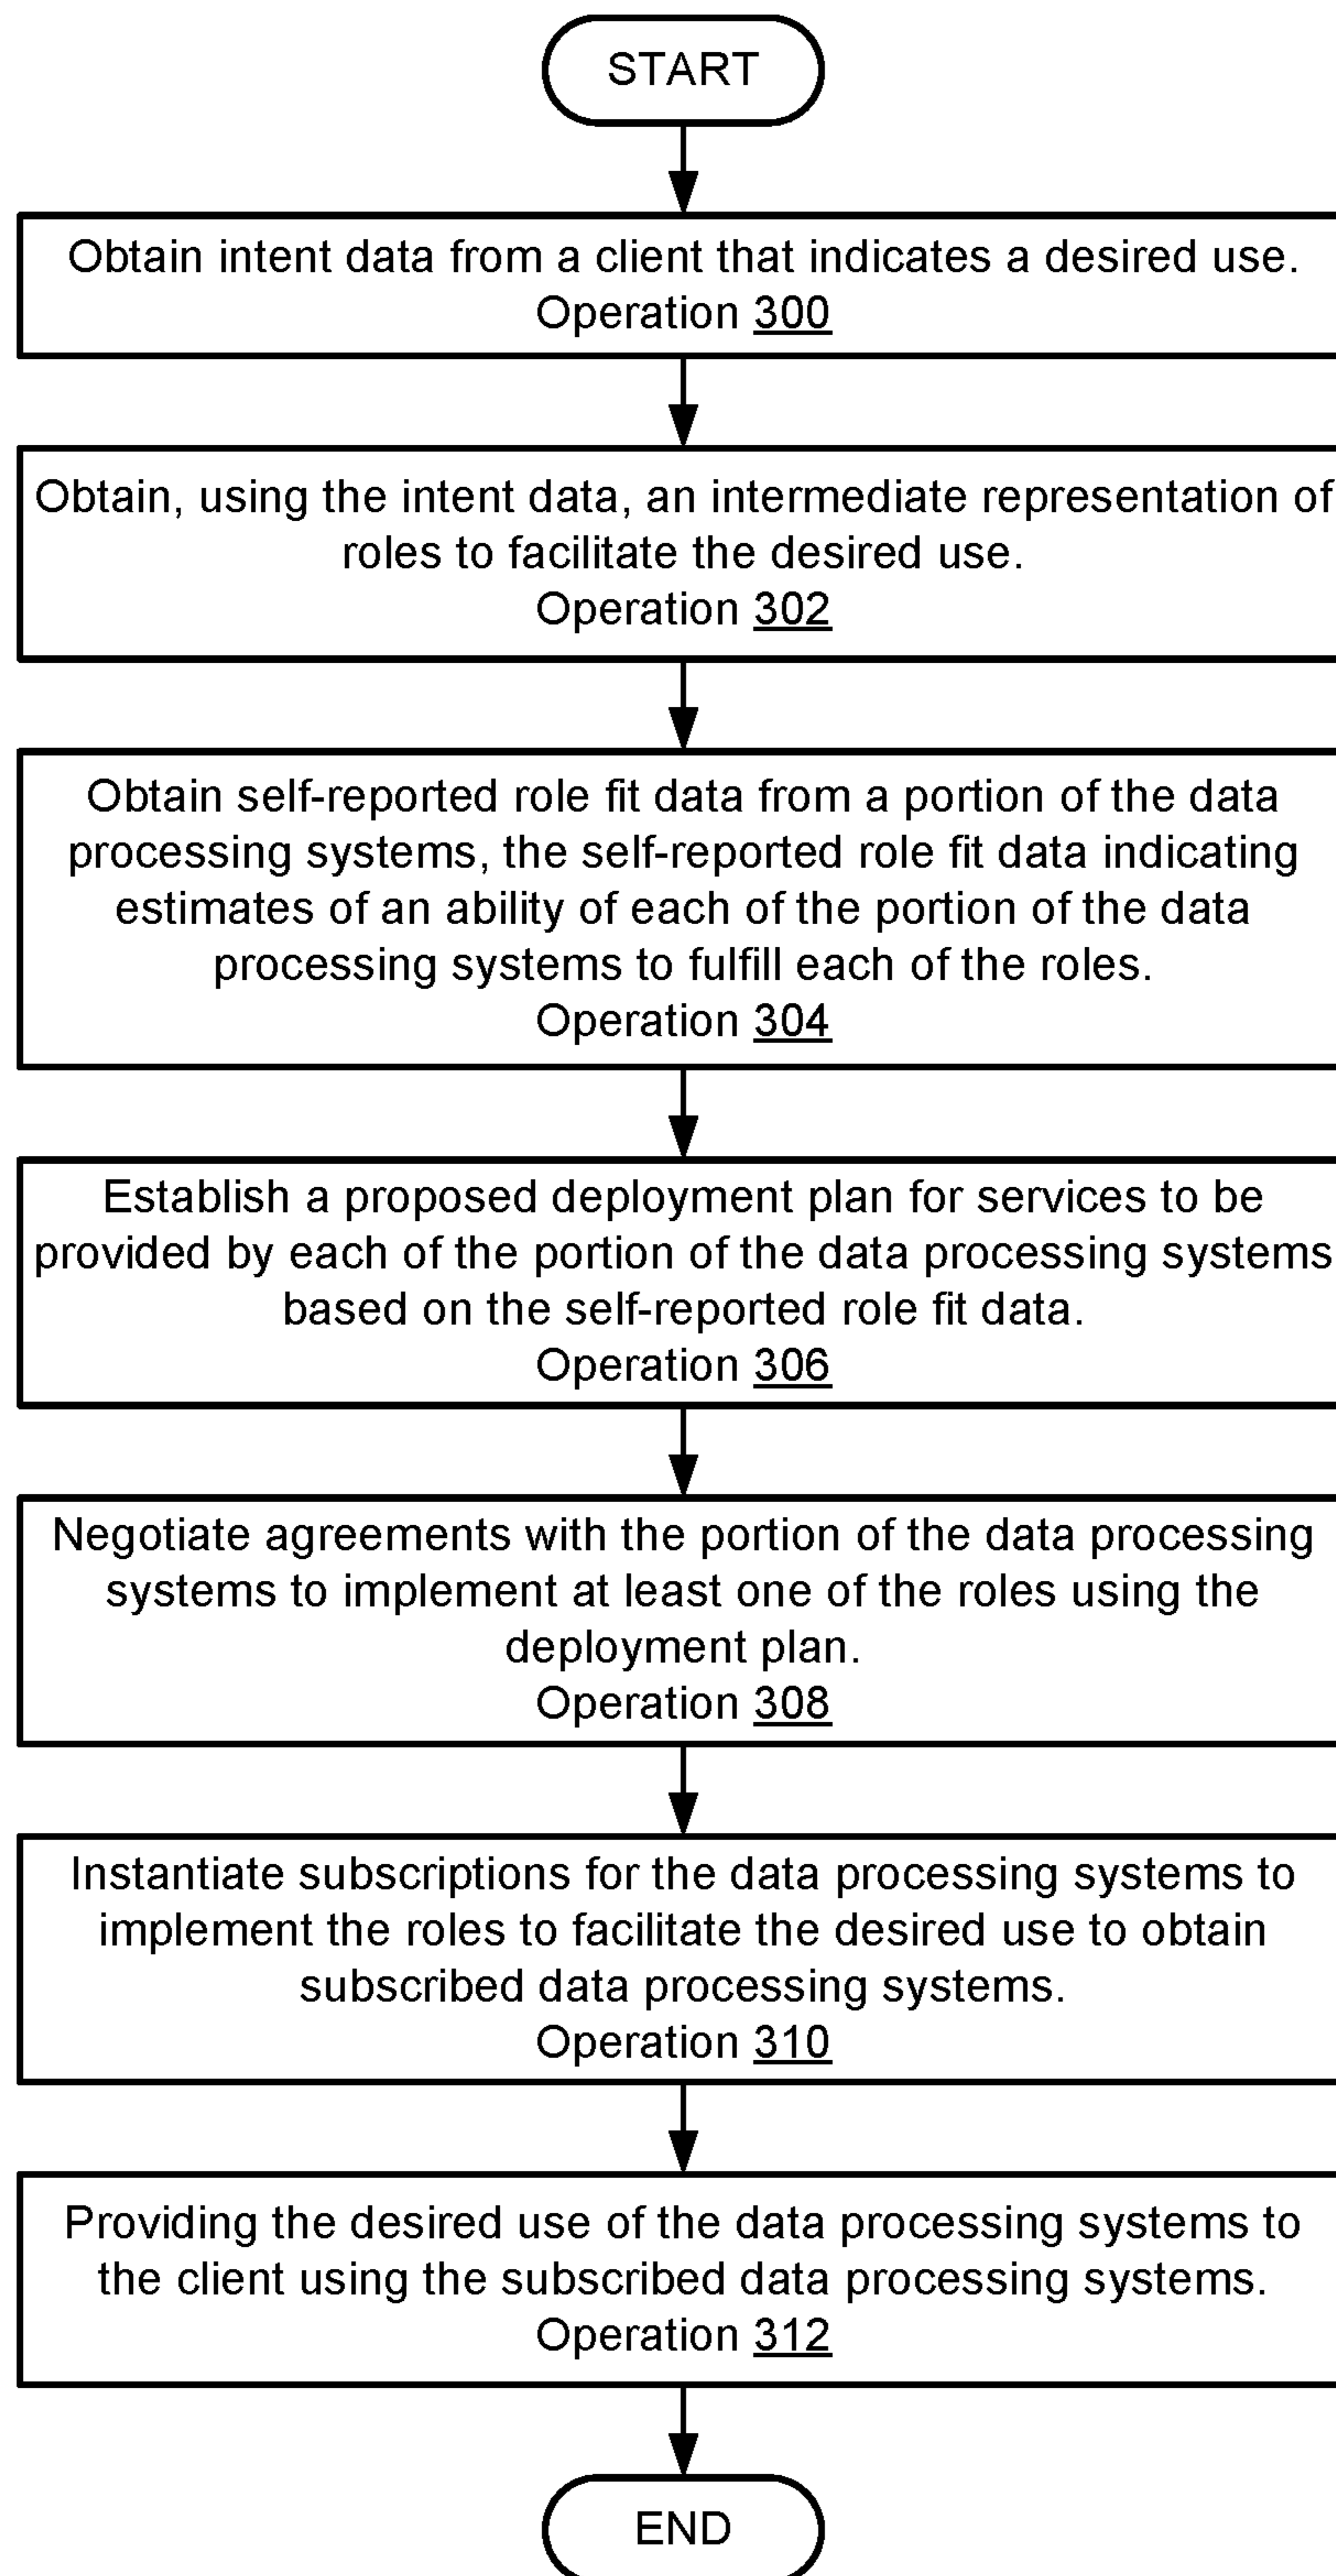 START
Obtain intent data from a client that indicates a desired use.
Operation 300
Obtain, using the intent data, an intermediate representation of
roles to facilitate the desired use.
Operation 302
Obtain self-reported role fit data from a portion of the data
processing systems, the self-reported role fit data indicating
estimates of an ability of each of the portion of the data
processing systems to fulfill each of the roles.
Operation 304
Establish a proposed deployment plan for services to be
provided by each of the portion of the data processing systems
based on the self-reported role fit data.
Operation 306
Negotiate agreements with the portion of the data processing
systems to implement at least one of the roles using the
deployment plan.
Operation 308
Instantiate subscriptions for the data processing systems to
implement the roles to facilitate the desired use to obtain
subscribed data processing systems.
Operation 310
Providing the desired use of the data processing systems to
the client using the subscribed data processing systems.
Operation 312
END